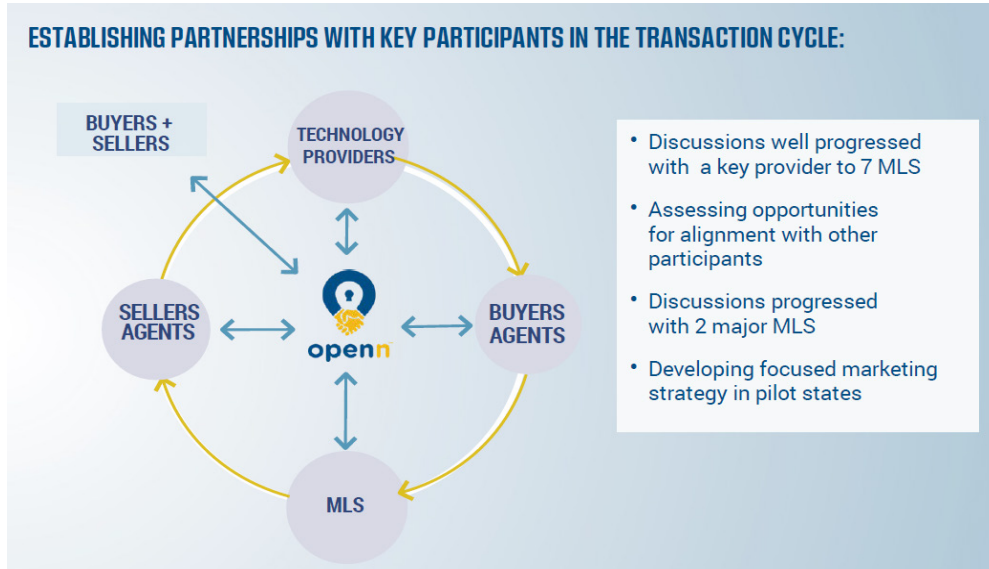 ESTABLISHING PARTNERSHIPS WITH KEY PARTICIPANTS IN THE TRANSACTION CYCLE:
BUYERS +
SELLERS
TECHNOLOGY
PROVIDERS
SELLERS
AGENTS
openn
BUYERS
AGENTS
MLS
• Discussions well progressed
with a key provider to 7 MLS
• Assessing opportunities
for alignment with other
participants
• Discussions progressed
with 2 major MLS
• Developing focused marketing
strategy in pilot states